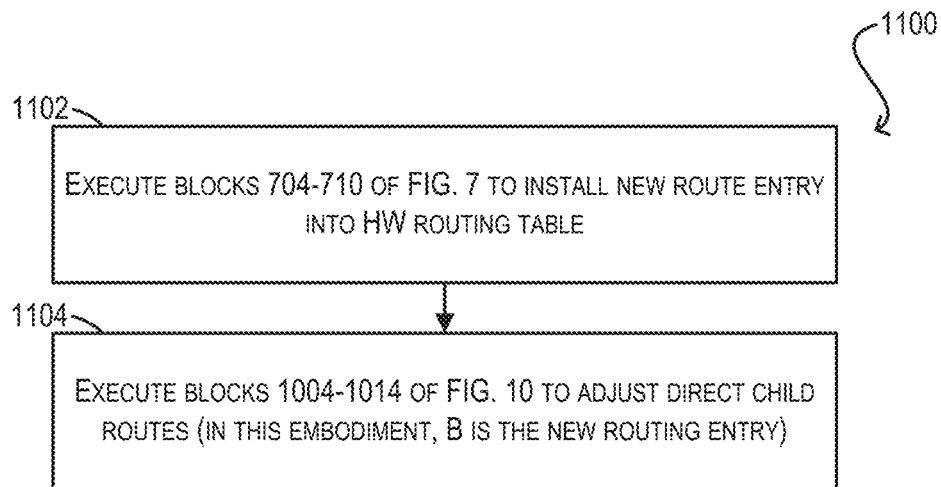 1100
1102
EXECUTE BLOCKS 704-710 OF FIG. 7 TO INSTALL NEW ROUTE ENTRY
INTO HW ROUTING TABLE
1104
EXECUTE BLOCKS 1004-1014 OF FIG. 10 TO ADJUST DIRECT CHILD
ROUTES (IN THIS EMBODIMENT, B IS THE NEW ROUTING ENTRY)